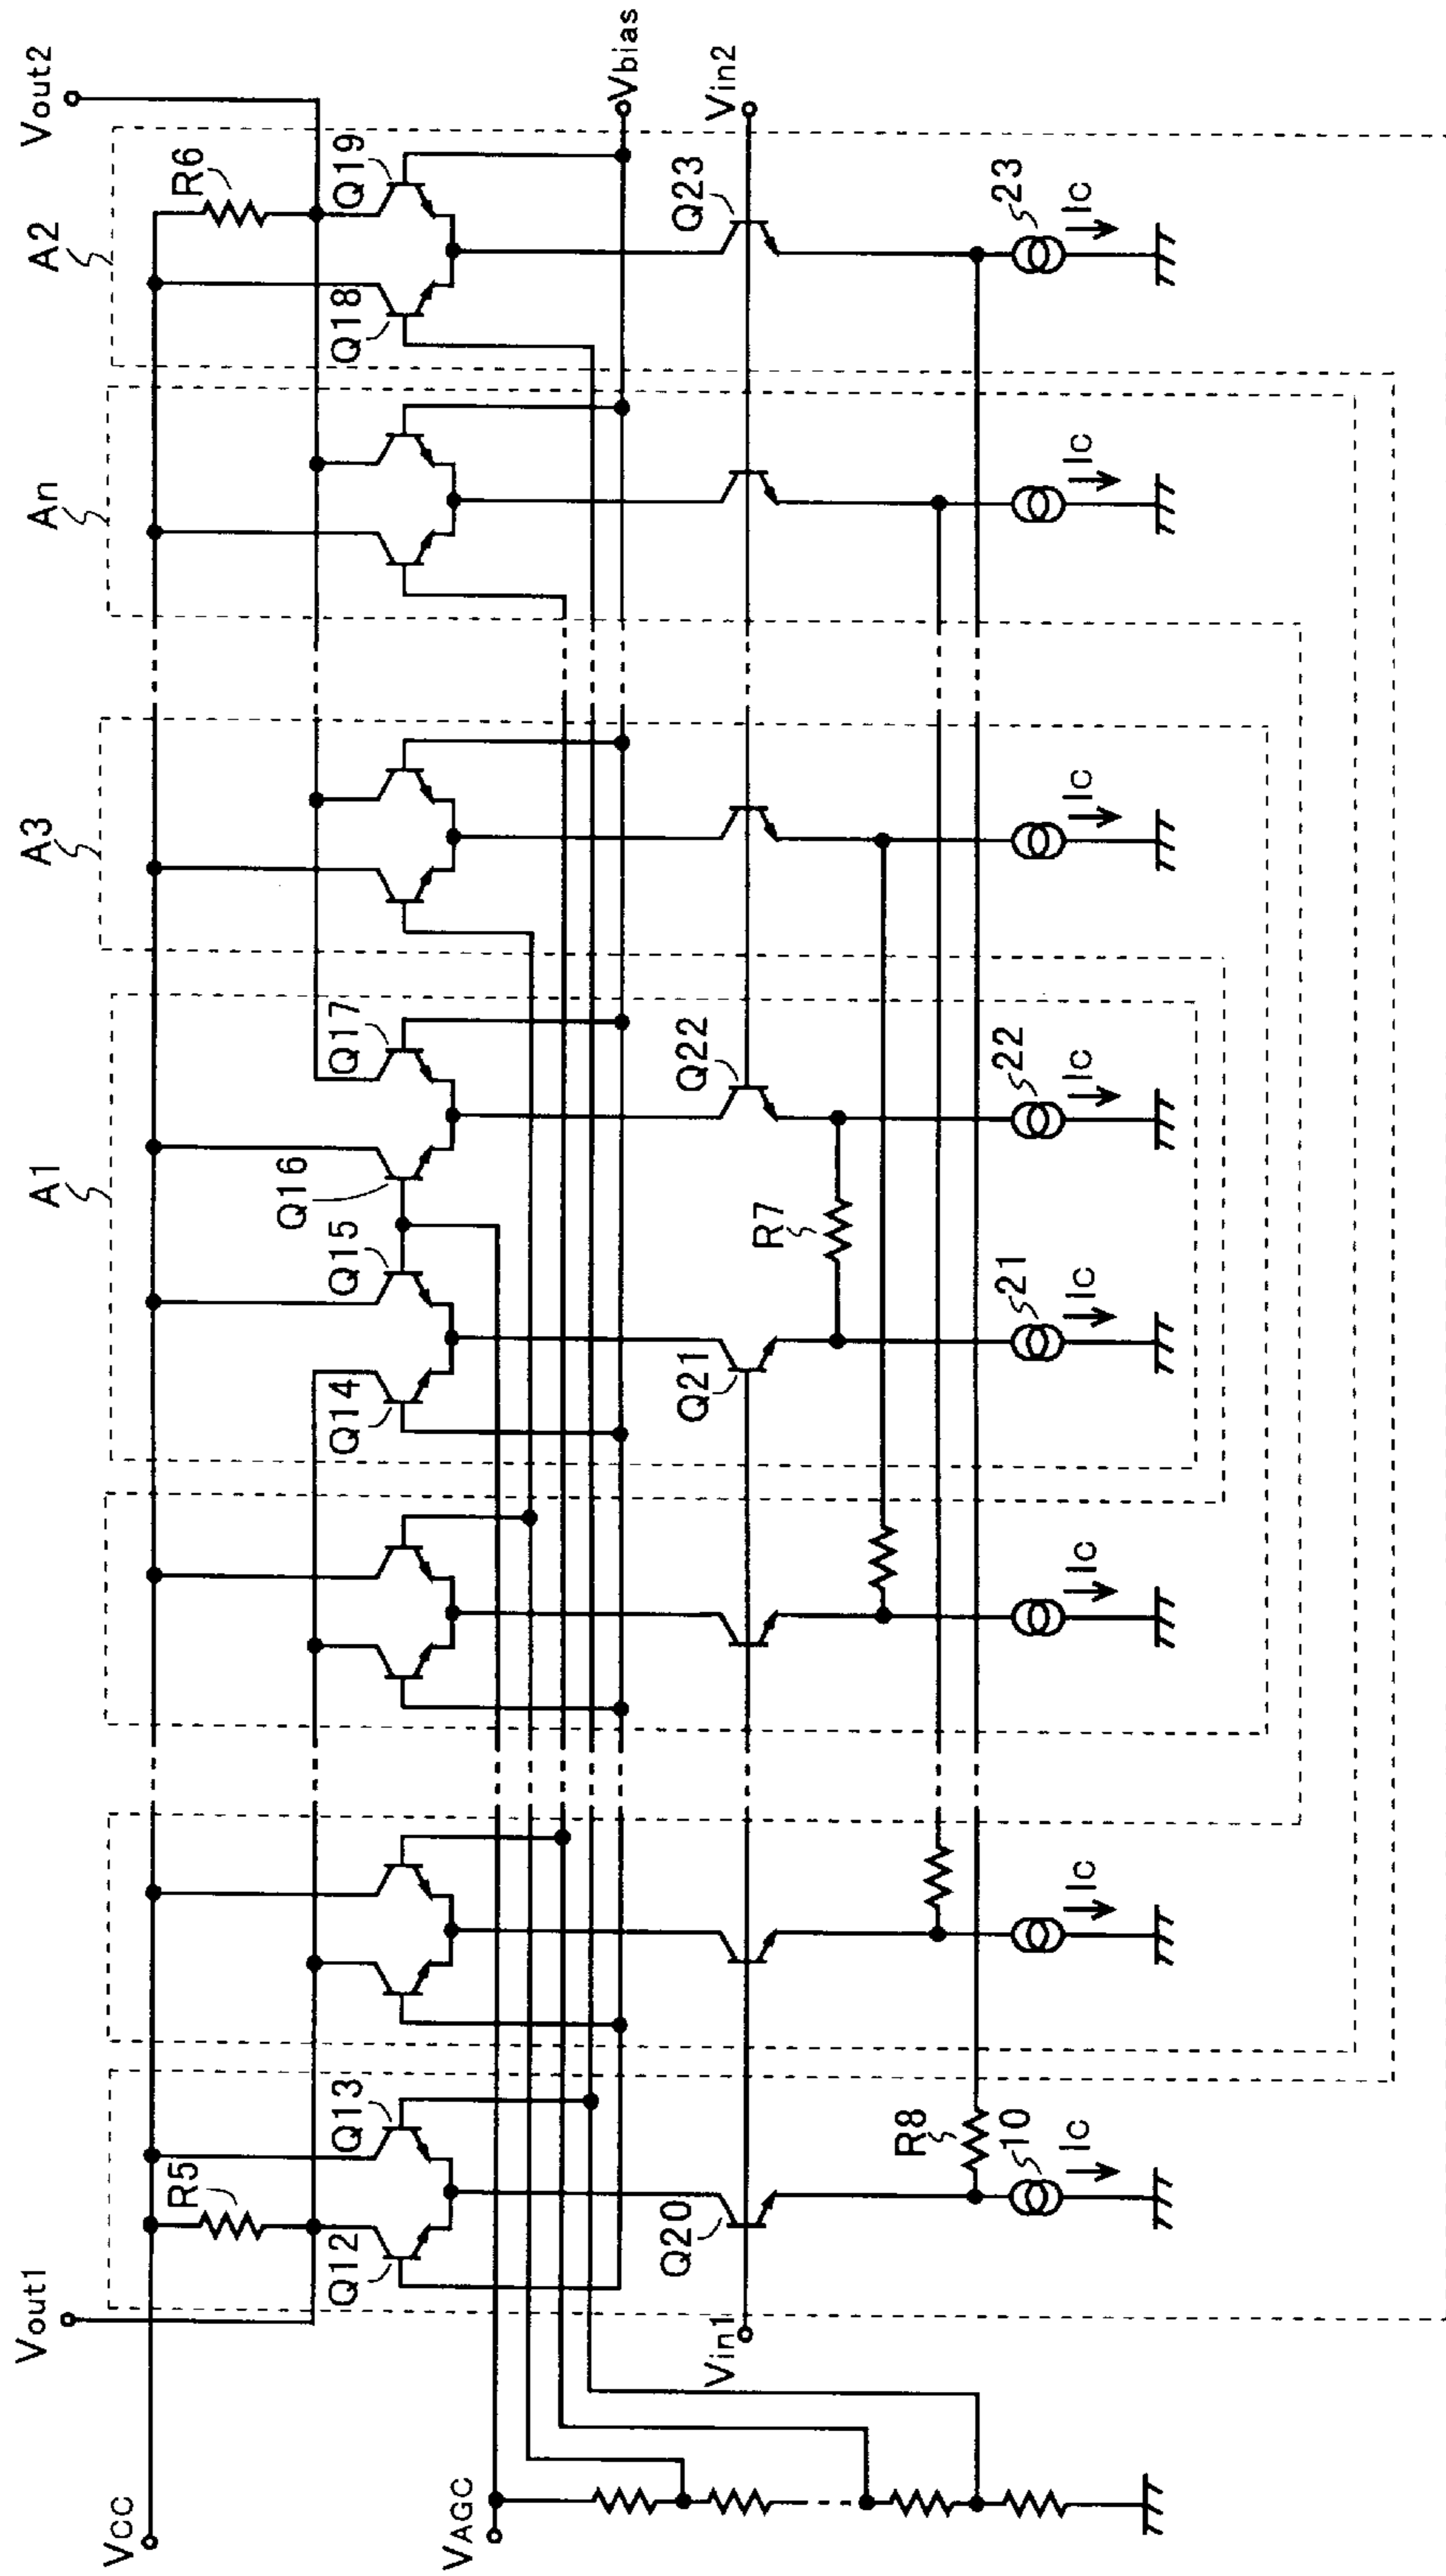 Vout1
Vout2
A1
A3
An
A2
VCC
R5
R6
Q12
Q13
Q14
Q15
Q16
Q17
Q18
Q19
VAGC
Vbias
Vin1
Vin2
Q20
Q21
Q22
Q23
R7
R8
10
21
22
23
Ic
Ic
Ic
Ic
Ic
Ic
Ic
Ic